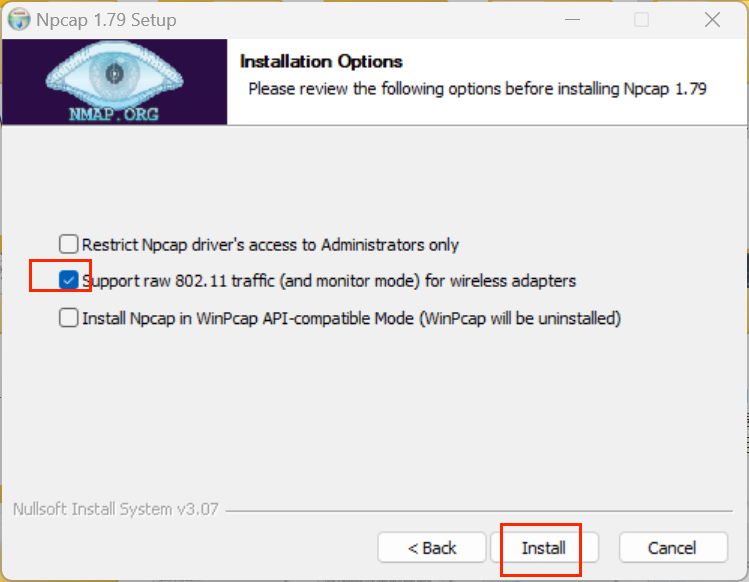 Npcap 1.79 Setup
NMAP.ORG
Installation Options
Please review the following options before installing Npcap 1.79
Restrict Npcap driver's access to Administrators only
Support raw 802.11 traffic (and monitor mode) for wireless adapters
Install Npcap in WinPcap API-compatible Mode (WinPcap will be uninstalled)
Nullsoft Install System v3.07
< Back
Install
Cancel